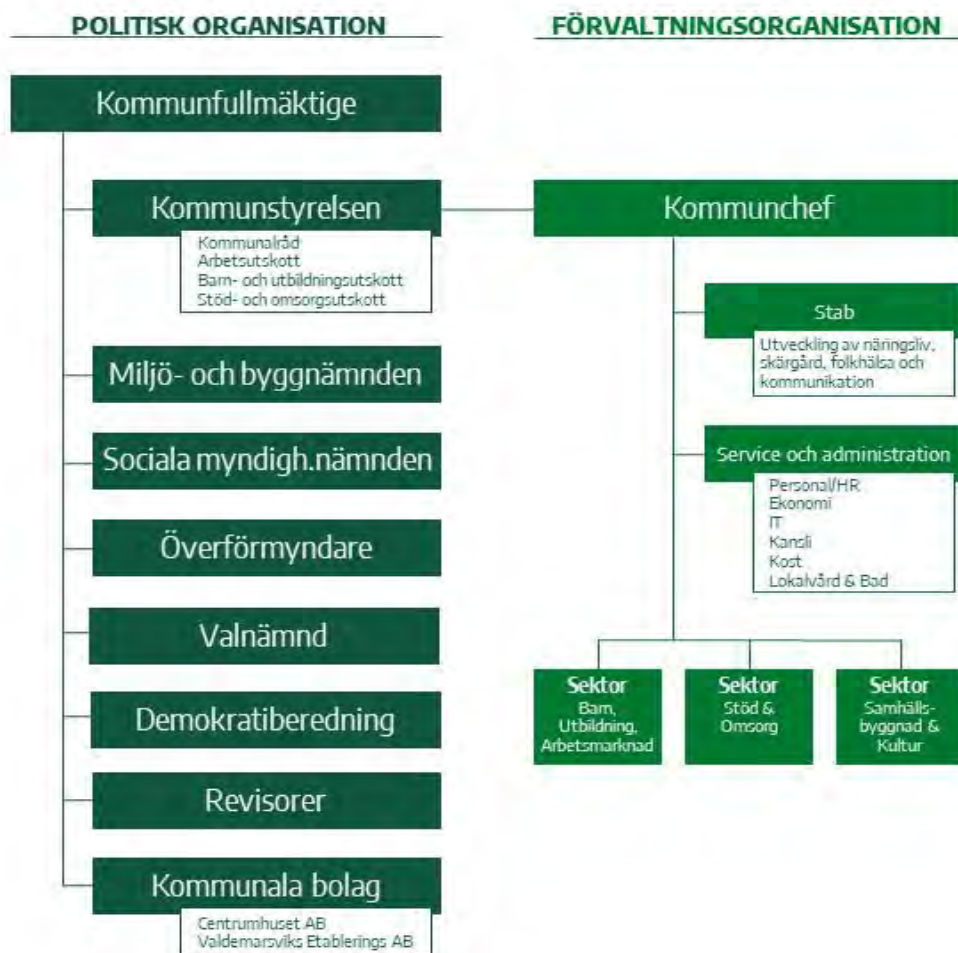 POLITISK ORGANISATION
Kommunfullmäktige
Kommunstyrelsen
Kommunalråd
Arbetsutskott
Barn- och utbildningsutskott
Stöd- och omsorgsutskott
Miljö- och byggnämnden
Sociala myndigh.nämnden
Överförmyndare
Valnämnd
Demokratiberedning
Revisorer
Kommunala bolag
Centrumhuset AB
Valdemarsviks Etablerings AB
FÖRVALTNINGSORGANISATION
Kommunchef
Stab
Utveckling av näringsliv,
skärgård, folkhälsa och
kommunikation
Service och administration
Personal/HR
Ekonomi
IT
Kansli
Kost
Lokalvård & Bad
Sektor
Barn,
Utbildning,
Arbetsmarknad
Sektor
Stöd &
Omsorg
Sektor
Samhälls-
byggnad &
Kultur